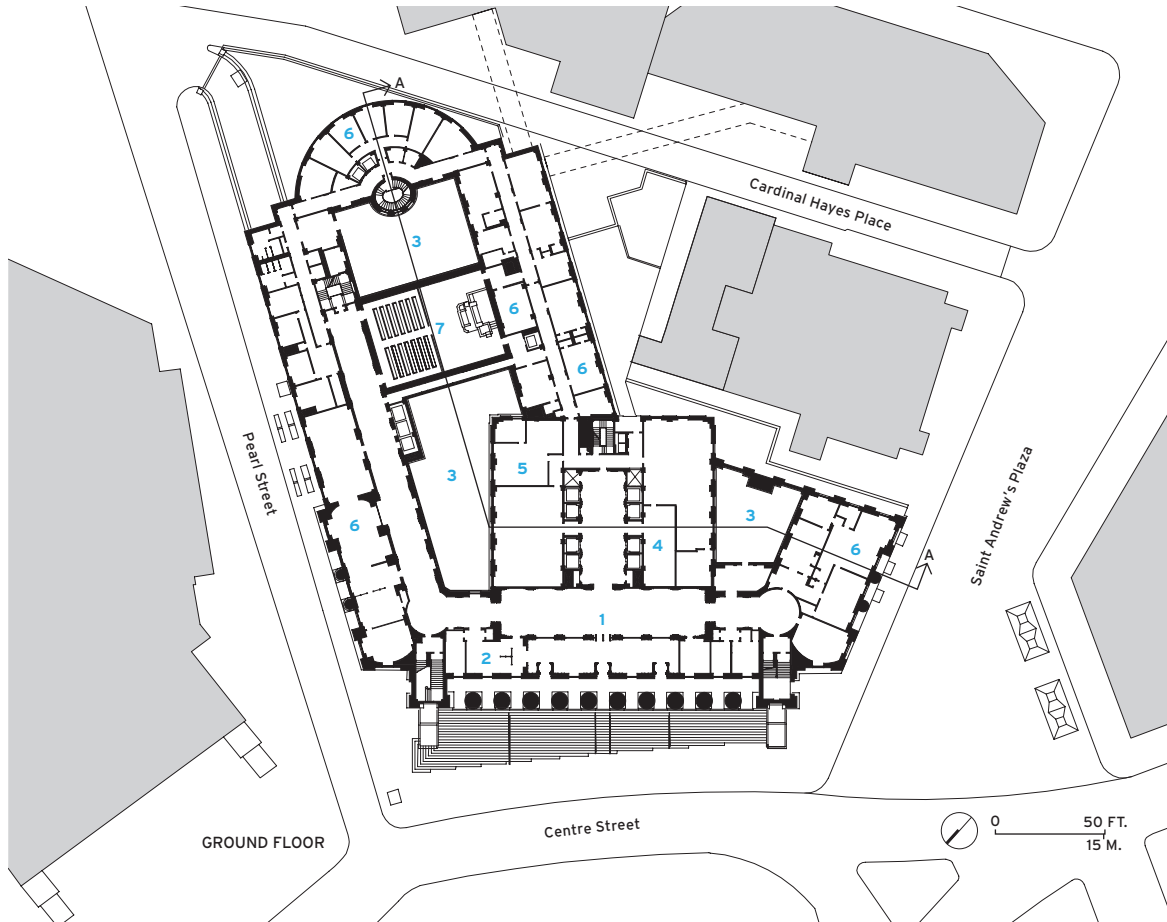 A
6
Cardinal Hayes Place
3
6
7
6
Pearl Street
5
3
3
6
4
6
A
Saint Andrew's Plaza
1
2
Centre Street
0 50 FT.
15 M.
GROUND FLOOR